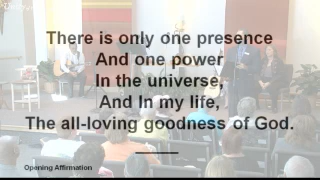 There is only one presence
And one power
In the universe,
And In my life,
The all-loving goodness of God.
Opening Affirmation